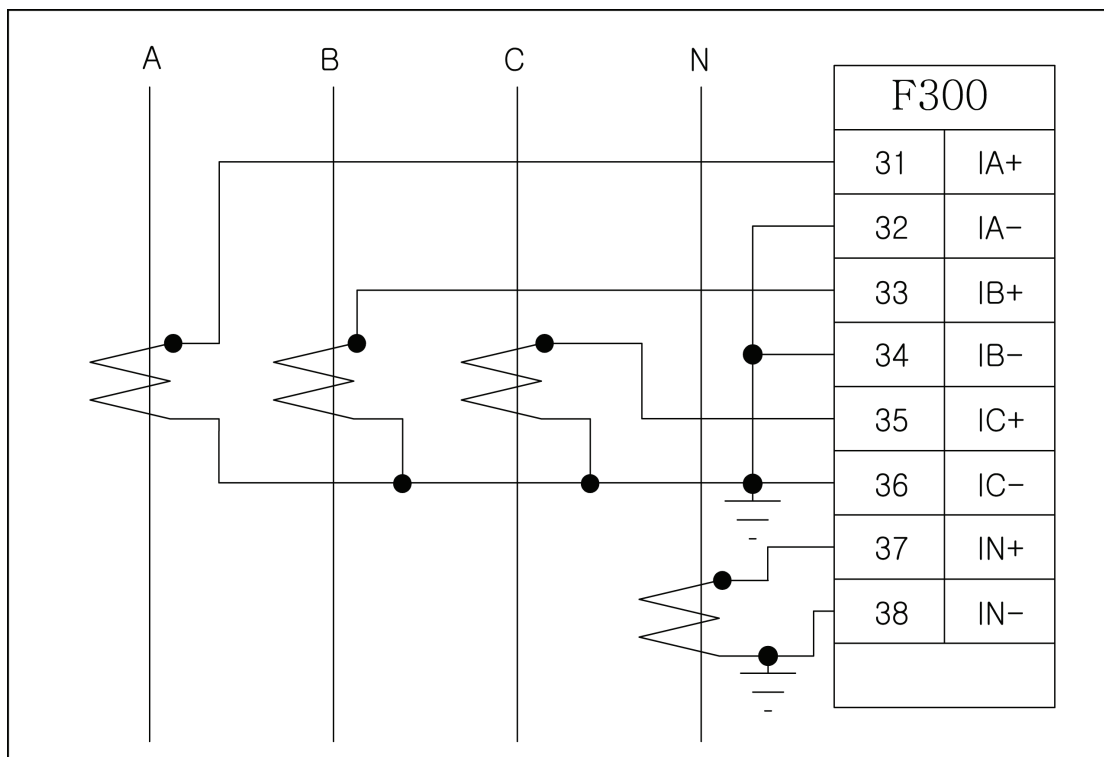 A B C N
F300
31 IA+
32 IA-
33 IB+
34 IB-
35 IC+
36 IC-
37 IN+
38 IN-